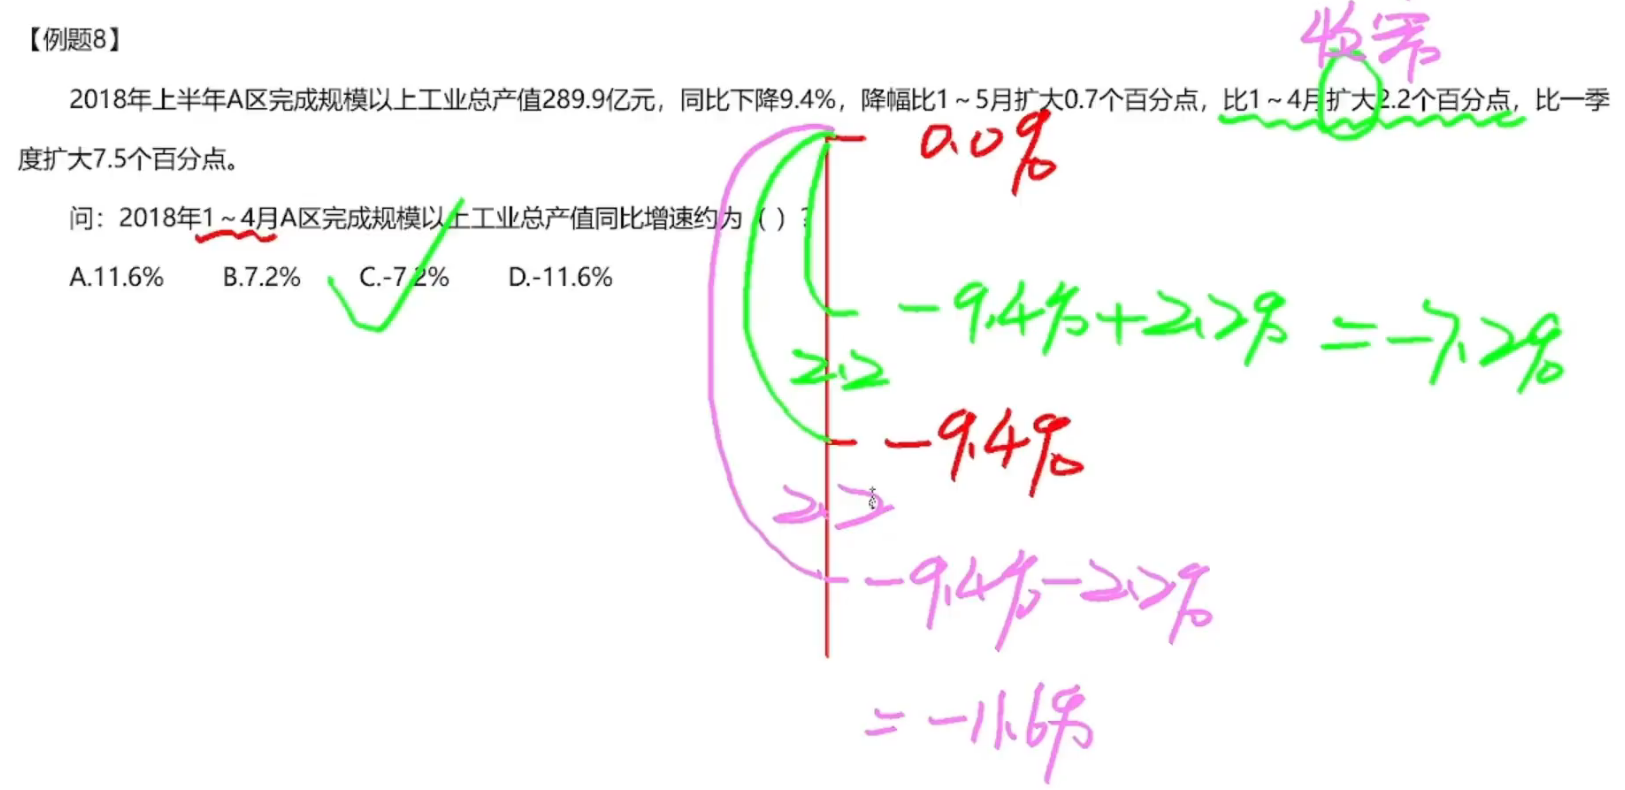 【例题8】
收窄
2018年上半年A区完成规模以上工业总产值289.9亿元，同比下降9.4%，降幅比1～5月扩大0.7个百分点，比1～4月扩大2.2个百分点，比一季
度扩大7.5个百分点。
0.0%
问：2018年1～4月A区完成规模以上工业总产值同比增速约为（ ）？
A.11.6% B.7.2% C.-7.2% D.-11.6%
-9.4%+2.2%=-7.2%
2.2
-9.4%
2.2
-9.4%-2.2%
=-11.6%